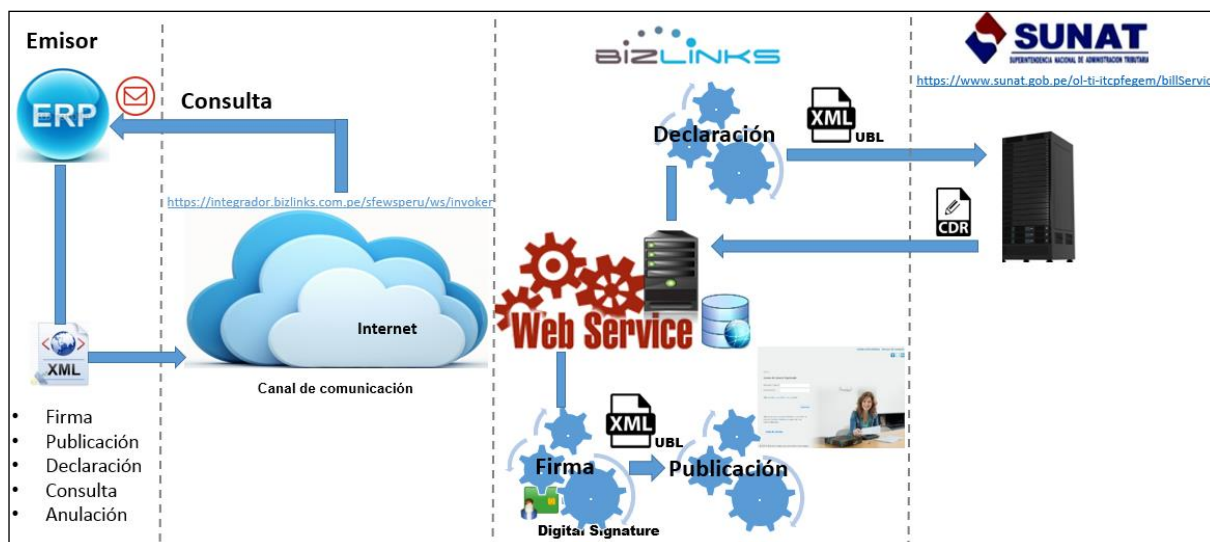 Emisor
ERP
Consulta
https://integrador.bizlinks.com.pe/sfewsperu/ws/invoker
Internet
Canal de comunicación
XML
• Firma
• Publicación
• Declaración
• Consulta
• Anulación
BIZLINKS
Declaración
XML
UBL
Web Service
Firma
Digital Signature
XML
UBL
Publicación
SUNAT
SUPERINTENDENCIA NACIONAL DE ADMINISTRACIÓN TRIBUTARIA
https://www.sunat.gob.pe/ol-ti-itcpfegem/billServic
CDR